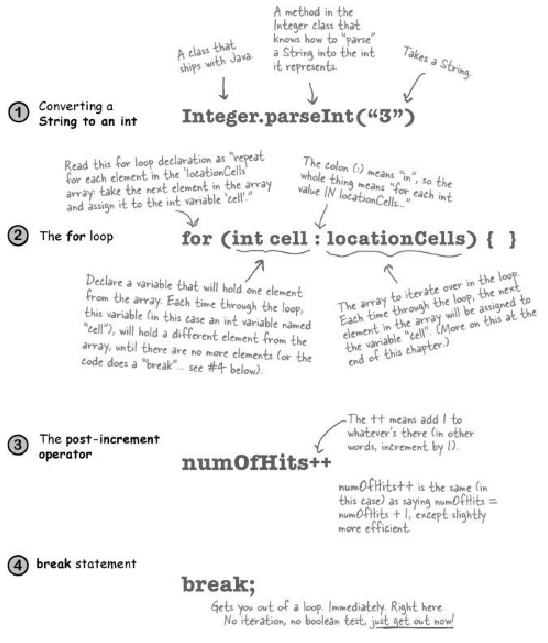 A class that
ships with Java.
A method in the
Integer class that
knows how to "parse"
a String into the int
it represents.
Takes a String.
1 Converting a
String to an int
Integer.parseInt("3")
Read this for loop declaration as "repeat
for each element in the 'locationCells'
array: take the next element in the array
and assign it to the int variable 'cell'."
The colon (:) means "in", so the
whole thing means "for each int
value IN locationCells..."
2 The for loop
for (int cell : locationCells) { }
Declare a variable that will hold one element
from the array. Each time through the loop,
this variable (in this case an int variable named
"cell"), will hold a different element from the
array, until there are no more elements (or the
code does a "break"... see #4 below).
The array to iterate over in the loop.
Each time through the loop, the next
element in the array will be assigned to
the variable "cell". (More on this at the
end of this chapter.)
3 The post-increment
operator
numOfHits++
The ++ means add 1 to
whatever's there (in other
words, increment by 1).
numOfHits++ is the same (in
this case) as saying numOfHits =
numOfHits + 1, except slightly
more efficient.
4 break statement
break;
Gets you out of a loop. Immediately. Right here.
No iteration, no boolean test, just get out now!